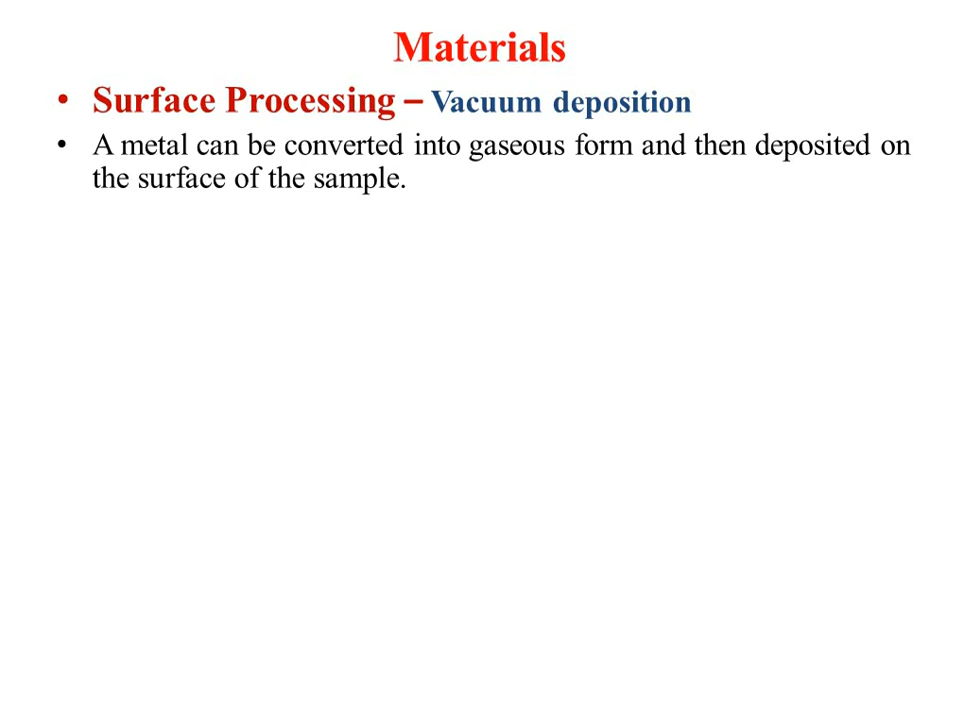 Materials
• Surface Processing – Vacuum deposition
• A metal can be converted into gaseous form and then deposited on
the surface of the sample.